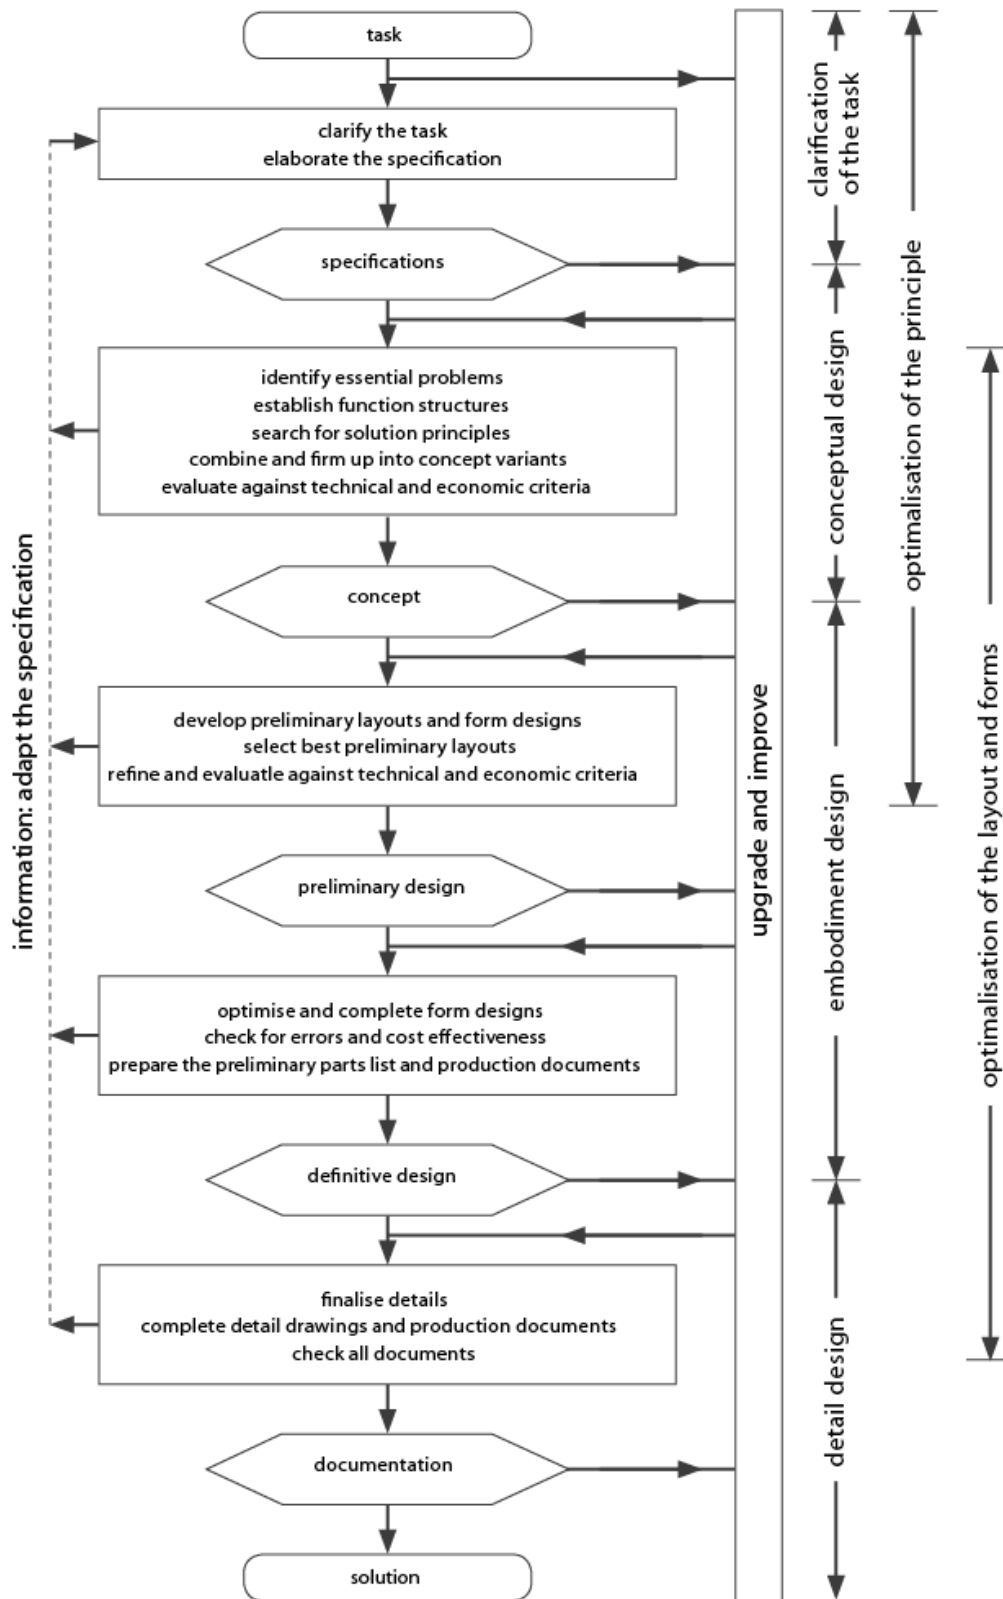 task
clarify the task
elaborate the specification
specifications
identify essential problems
establish function structures
search for solution principles
combine and firm up into concept variants
evaluate against technical and economic criteria
concept
develop preliminary layouts and form designs
select best preliminary layouts
refine and evaluatle against technical and economic criteria
preliminary design
optimise and complete form designs
check for errors and cost effectiveness
prepare the preliminary parts list and production documents
definitive design
finalise details
complete detail drawings and production documents
check all documents
documentation
solution
information: adapt the specification
upgrade and improve
clarification
of the task
conceptual design
embodiment design
detail design
optimalisation of the principle
optimalisation of the layout and forms